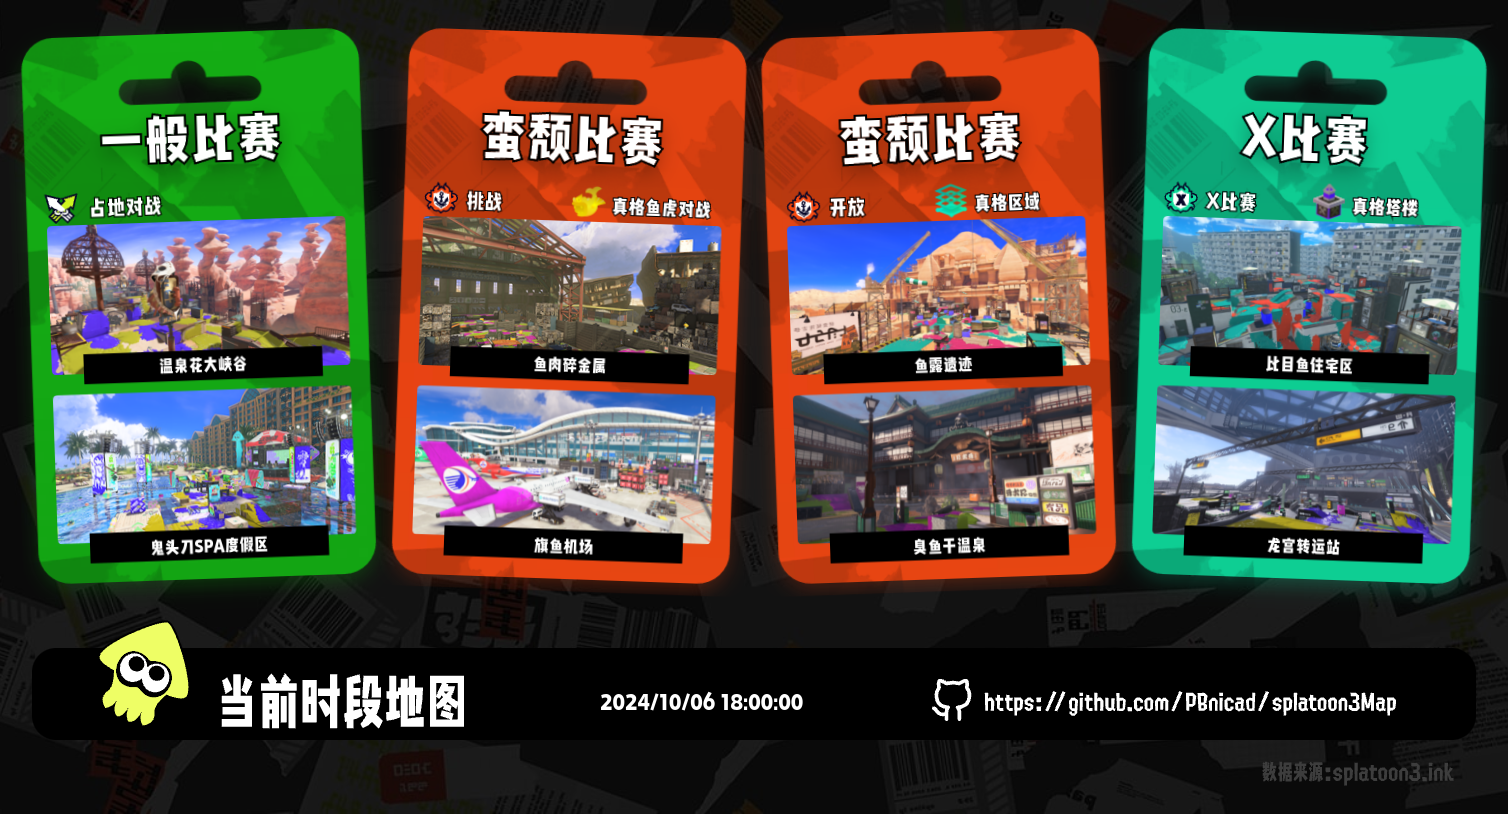 一般比赛
占地对战
温泉花大峡谷
鬼头刀SPA度假区
蛮颓比赛
挑战
真格鱼虎对战
鱼肉碎金属
旗鱼机场
蛮颓比赛
开放
真格区域
鱼露遗迹
臭鱼干温泉
X比赛
X比赛
真格塔楼
比目鱼住宅区
龙宫转运站
当前时段地图
2024/10/06 18:00:00
https://github.com/PBnicad/splatoon3Map
数据来源:splatoon3.ink